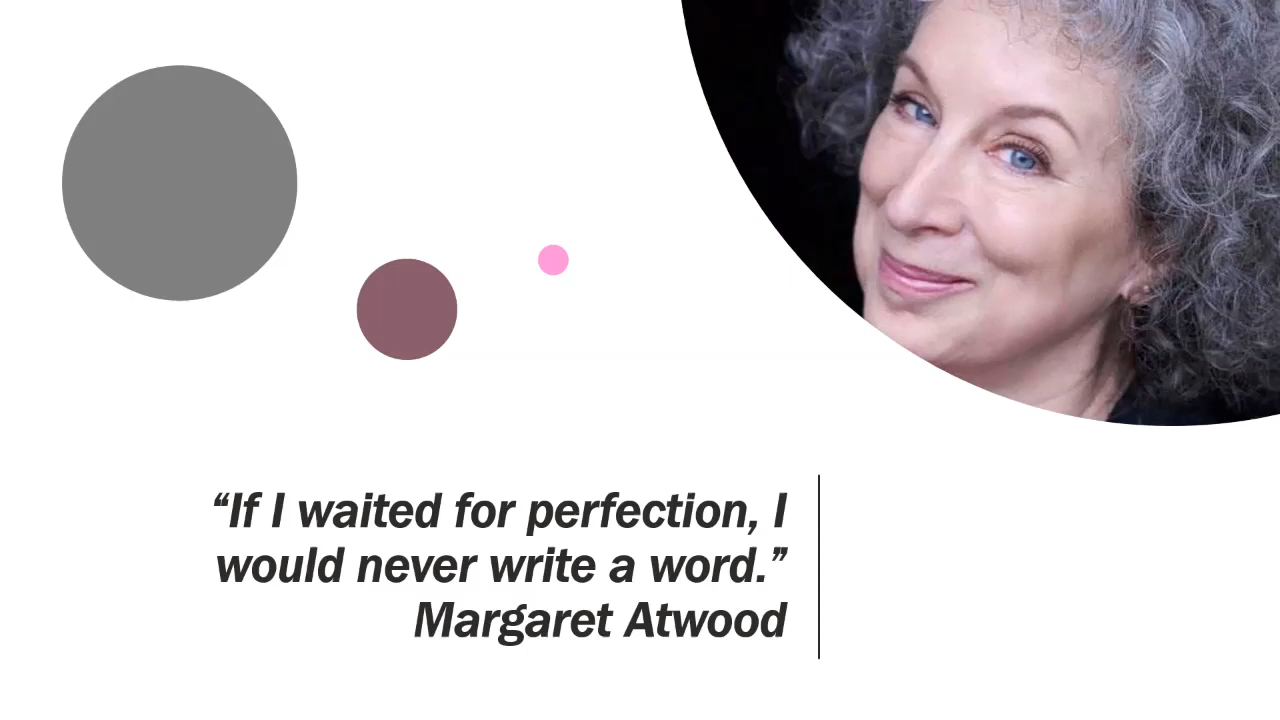 “If I waited for perfection, I
would never write a word.”
Margaret Atwood